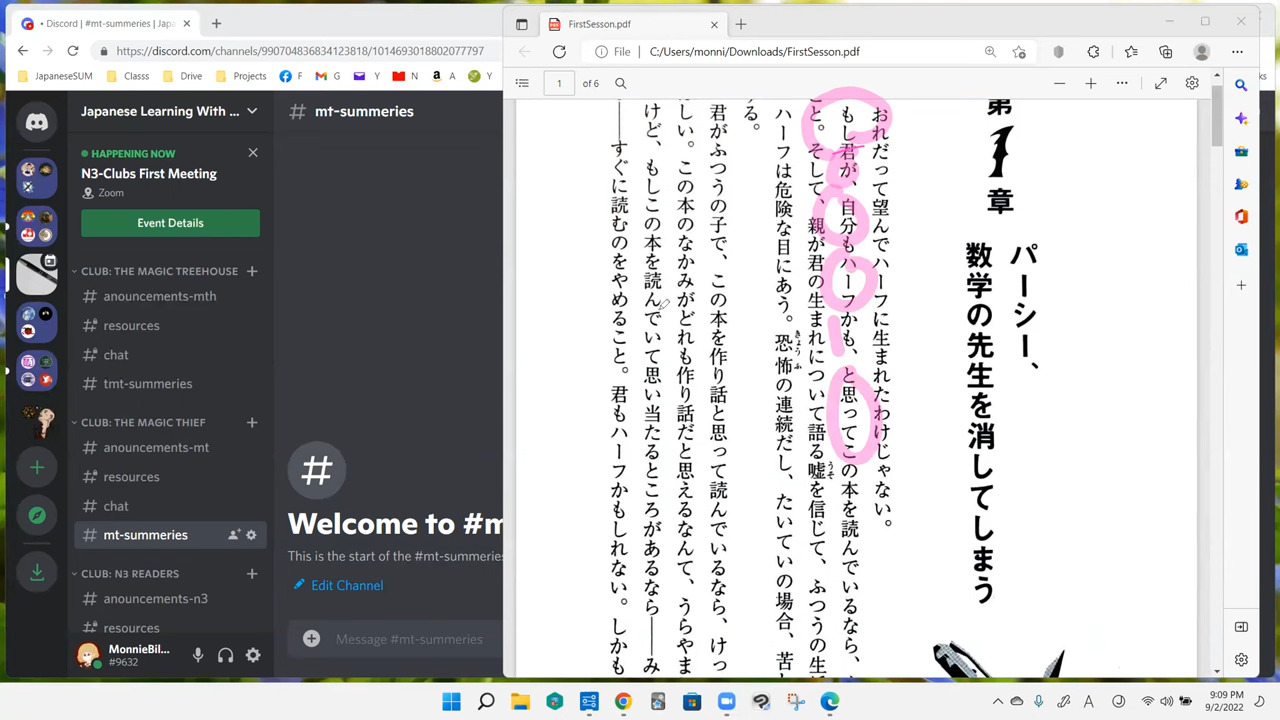 • Discord | #mt-summeries | Japa
https://discord.com/channels/990704836834123818/1014693018802077797
JapaneseSUM
Classs
Drive
Projects
F
G
Y
N
A
Y
Japanese Learning With ...
HAPPENING NOW
N3-Clubs First Meeting
Zoom
Event Details
CLUB: THE MAGIC TREEHOUSE
# anouncements-mth
# resources
# chat
# tmt-summeries
CLUB: THE MAGIC THIEF
# anouncements-mt
# resources
# chat
# mt-summeries
CLUB: N3 READERS
# anouncements-n3
# resources
MonnieBil...
#9632
# mt-summeries
#
Welcome to #m
This is the start of the #mt-summeries
Edit Channel
Message #mt-summeries
FirstSesson.pdf
File
C:/Users/monni/Downloads/FirstSesson.pdf
1 of 6
第1章
パーシー、
数学の先生を消してしまう
おれだって望んでハーフに生まれたわけじゃない。
もし君が、自分もハーフかも、と思ってこの本を読んでいるなら、
こと。そして、親が君の生まれについて語る嘘を信じて、ふつうの生
うそ
ハーフは危険な目にあう。恐怖の連続だし、たいていの場合、苦
きょうふ
る。
君がふつうの子で、この本を作り話と思って読んでいるなら、けっ
しい。この本のなかみがどれも作り話だと思えるなんて、うらやま
けど、もしこの本を読んでいて思い当たるところがあるなら――み
――すぐに読むのをやめること。君もハーフかもしれない。しかも
9:09 PM
9/2/2022